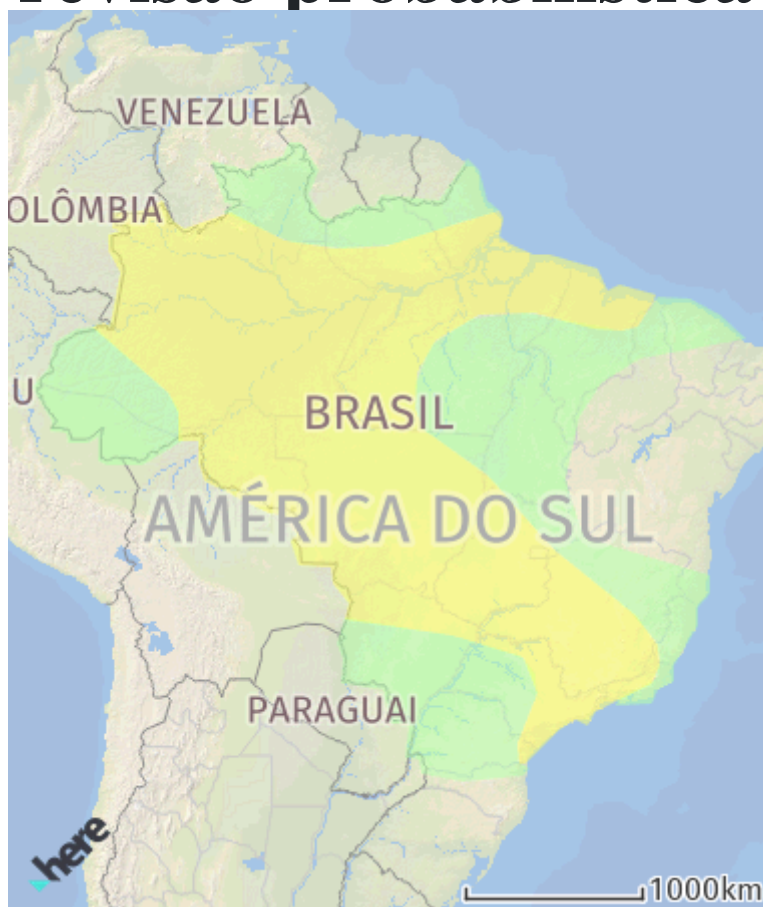 VENEZUELA
OLÔMBIA
U
BRASIL
AMÉRICA DO SUL
PARAGUAI
here
1000km